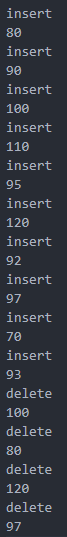 insert
80
insert
90
insert
100
insert
110
insert
95
insert
120
insert
92
insert
97
insert
70
insert
93
delete
100
delete
80
delete
120
delete
97